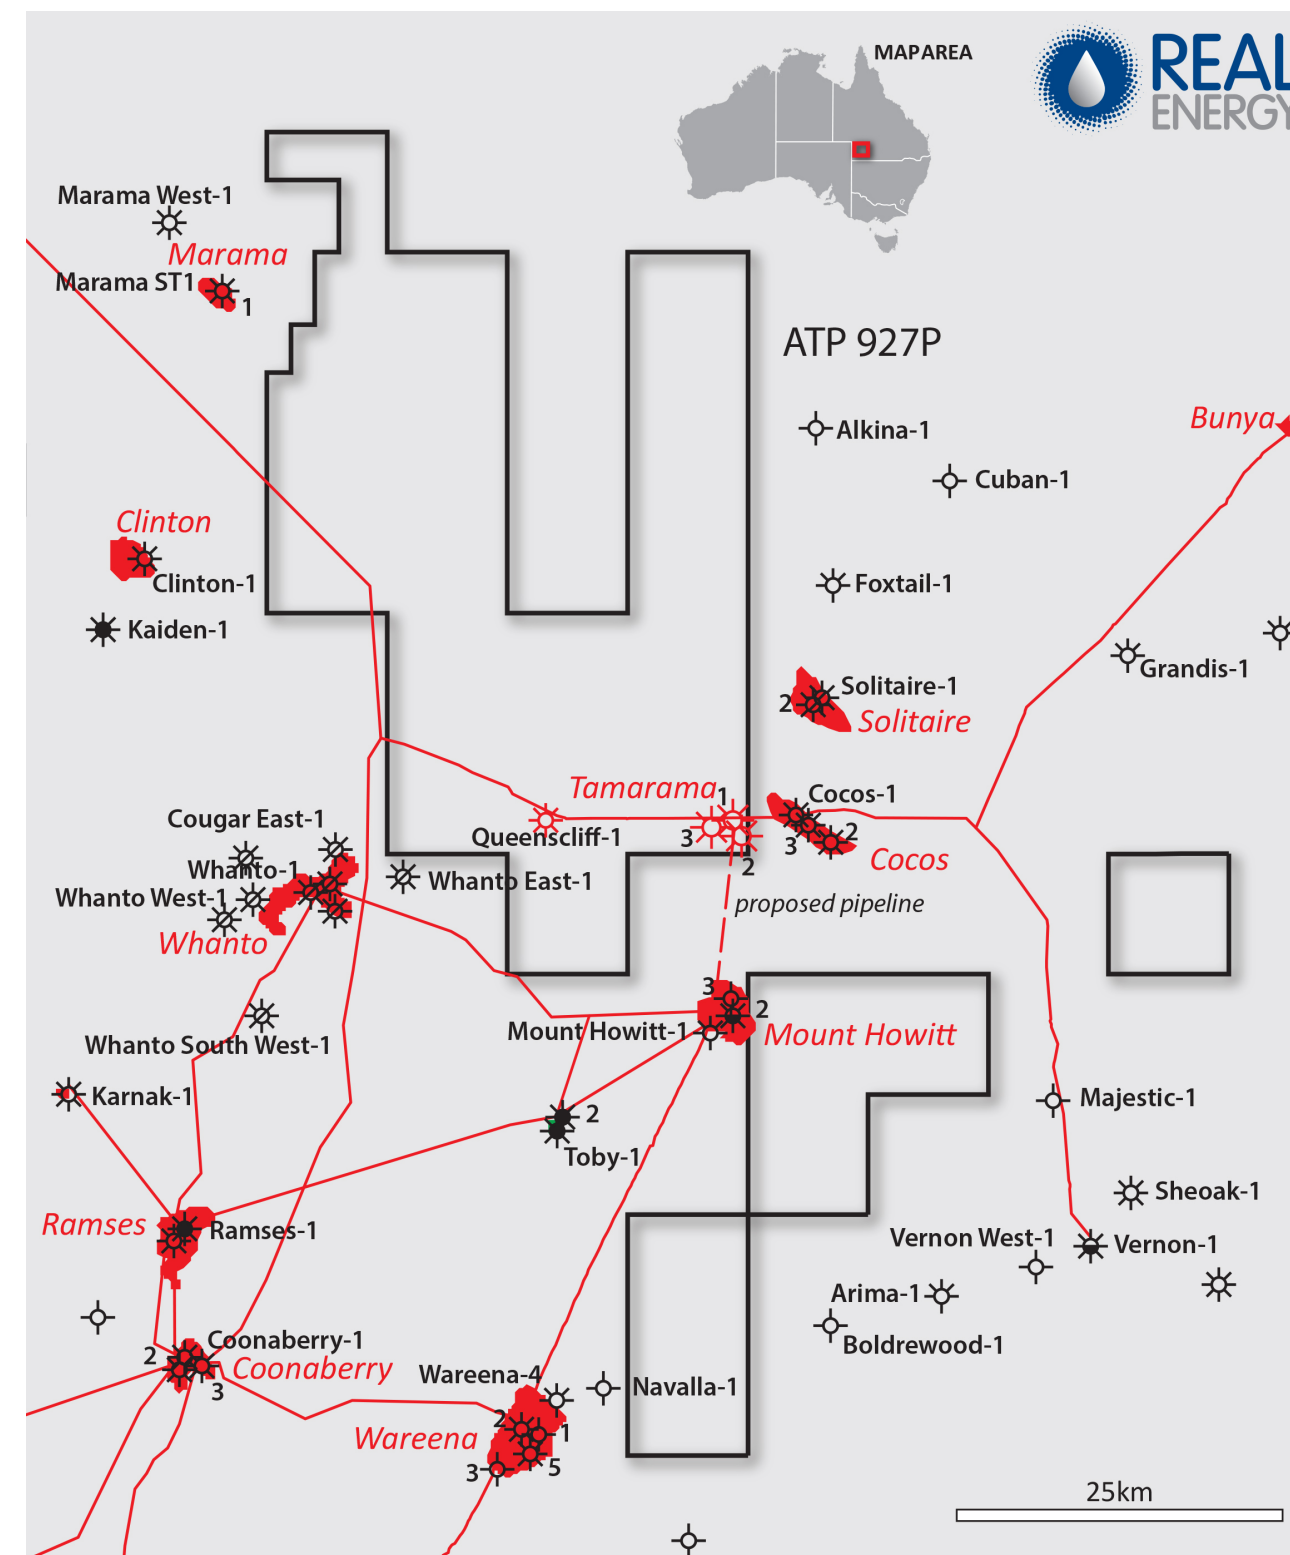 MAP AREA
REAL
ENERGY
Marama West-1
Marama
Marama ST1
1
ATP 927P
Bunya
Alkina-1
Cuban-1
Clinton
Clinton-1
Foxtail-1
Kaiden-1
Grandis-1
Solitaire-1
2
Solitaire
Tamarama
1
Cocos-1
Cougar East-1
Queenscliff-1
3
2
3
2
Cocos
Whanto-1
Whanto East-1
Whanto West-1
proposed pipeline
Whanto
3
2
Mount Howitt-1
Mount Howitt
Whanto South West-1
Karnak-1
Majestic-1
2
Toby-1
Sheoak-1
Ramses
Ramses-1
Vernon West-1
Vernon-1
Arima-1
Boldrewood-1
Coonaberry-1
2
Coonaberry
3
Wareena-4
Navalla-1
2
1
Wareena
3
5
25km